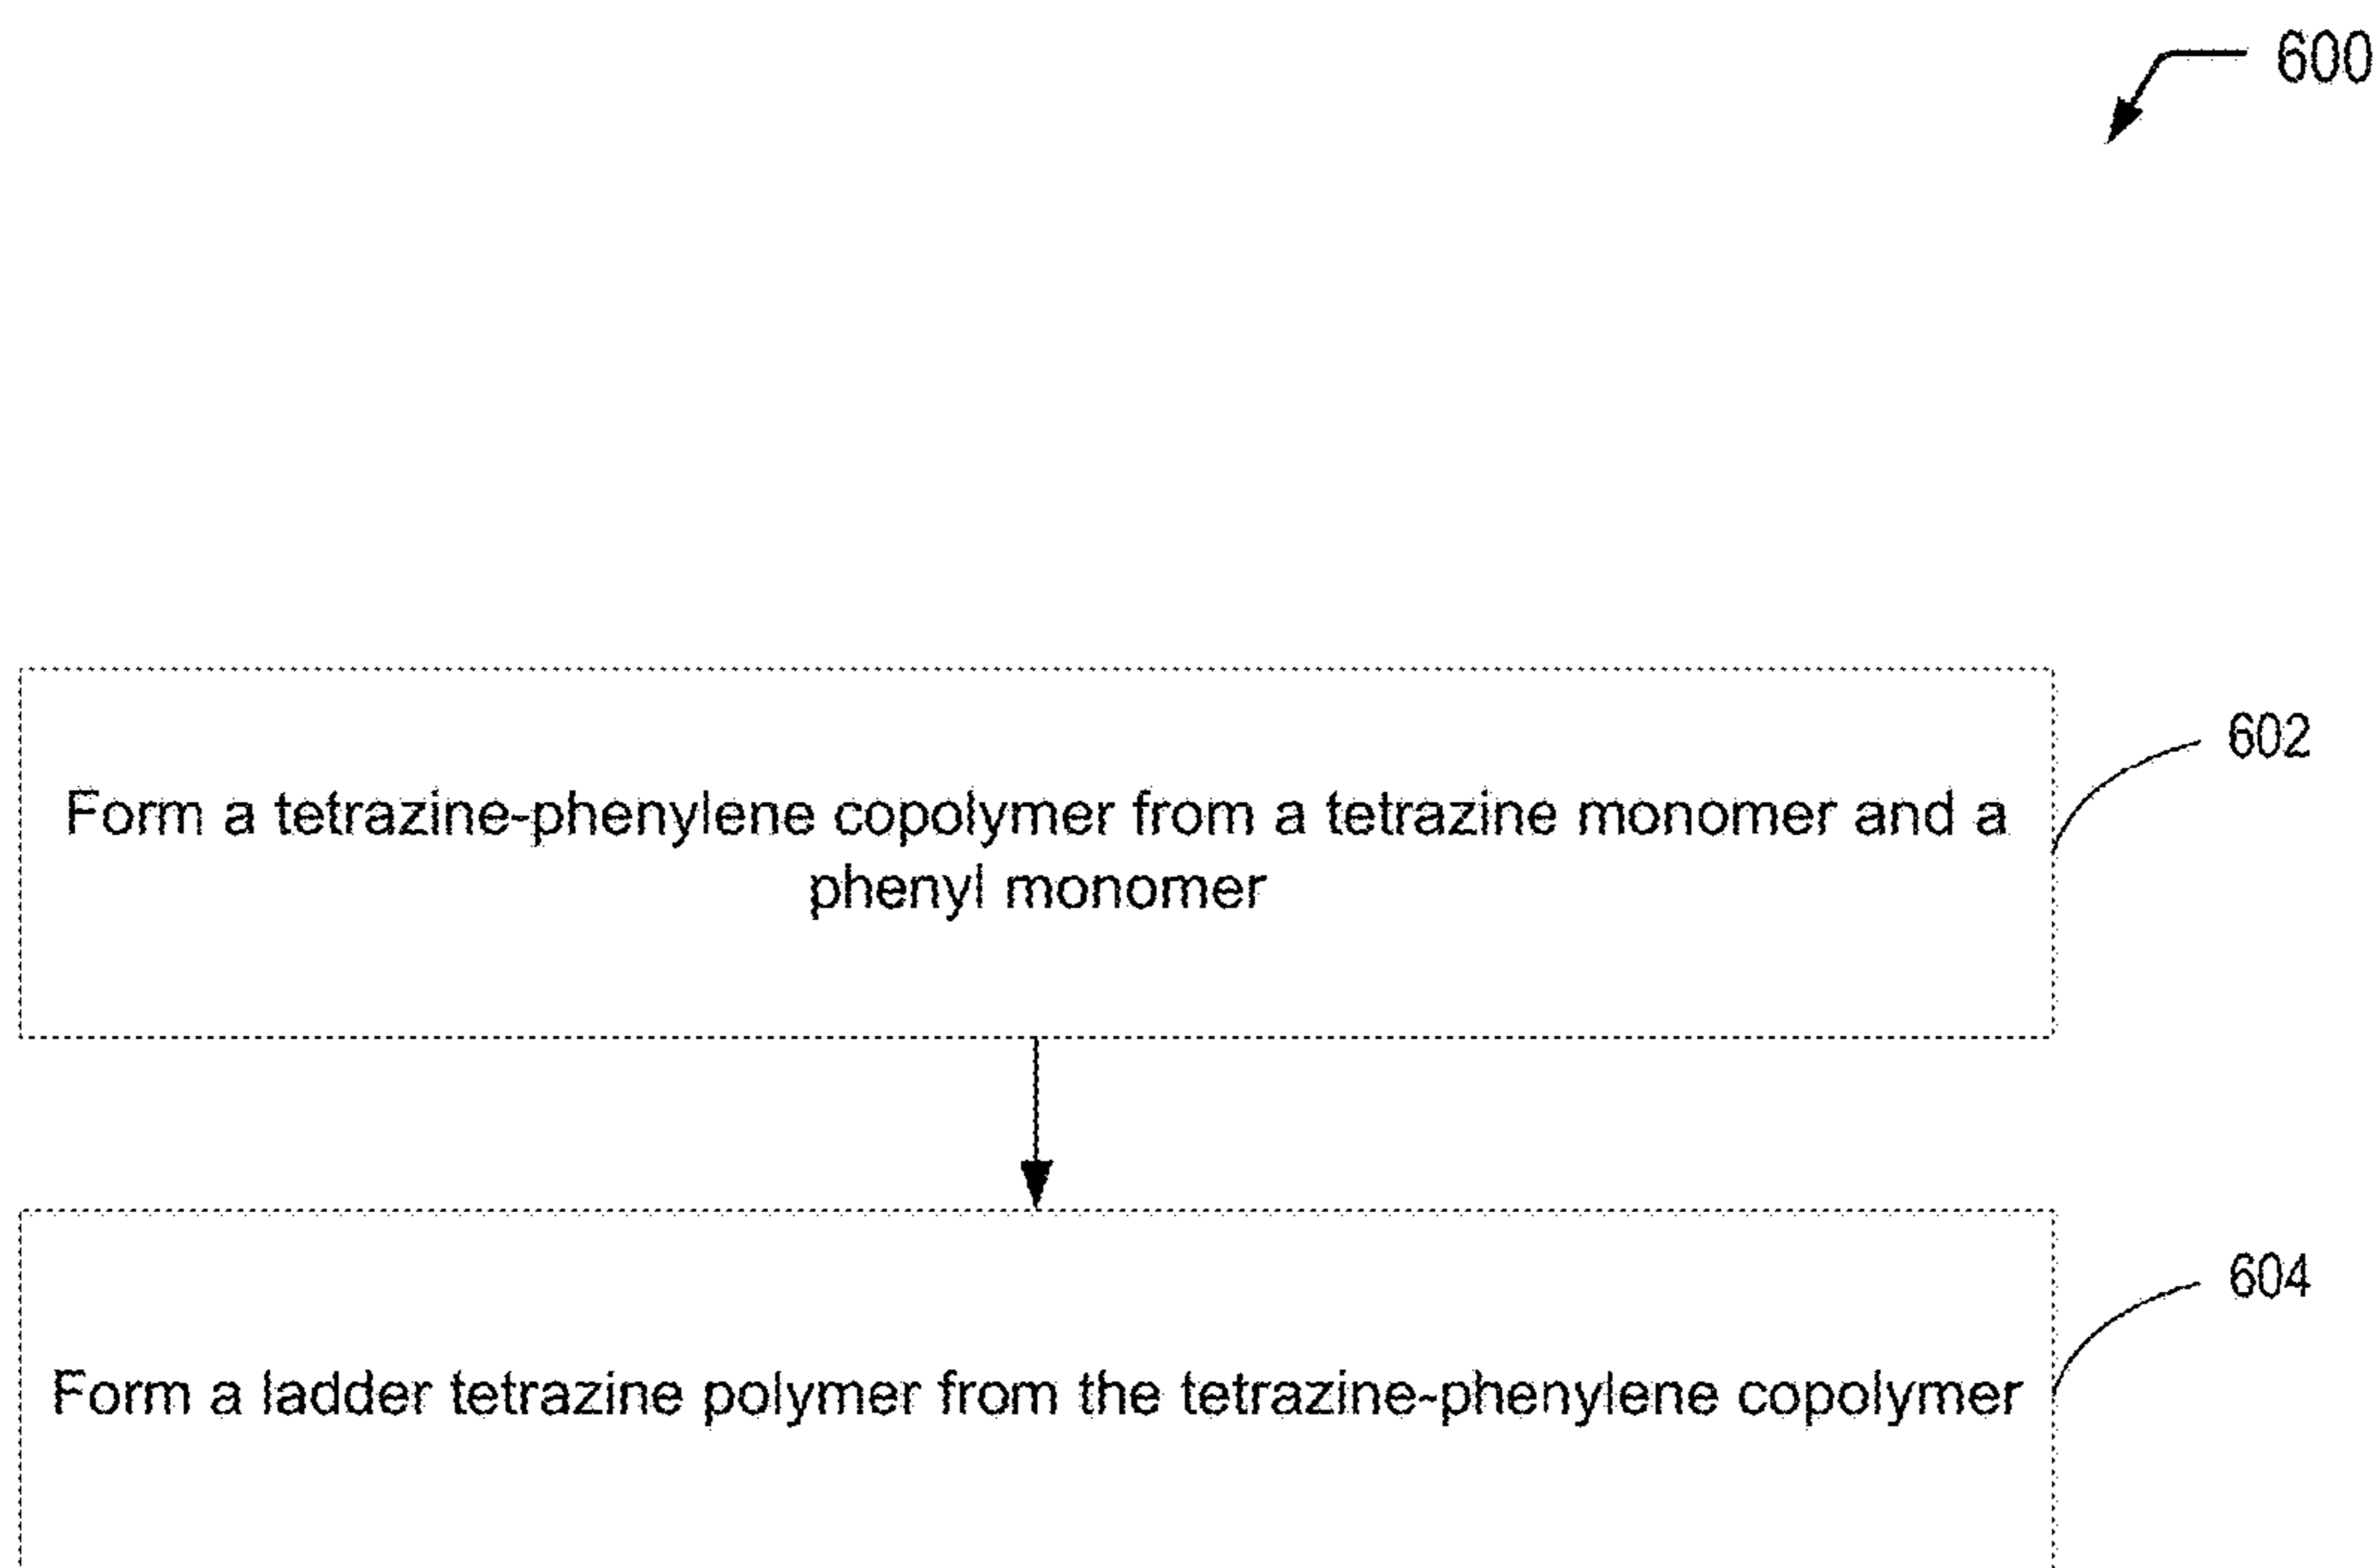 600
Form a tetrazine-phenylene copolymer from a tetrazine monomer and a
phenyl monomer
602
Form a ladder tetrazine polymer from the tetrazine-phenylene copolymer
604